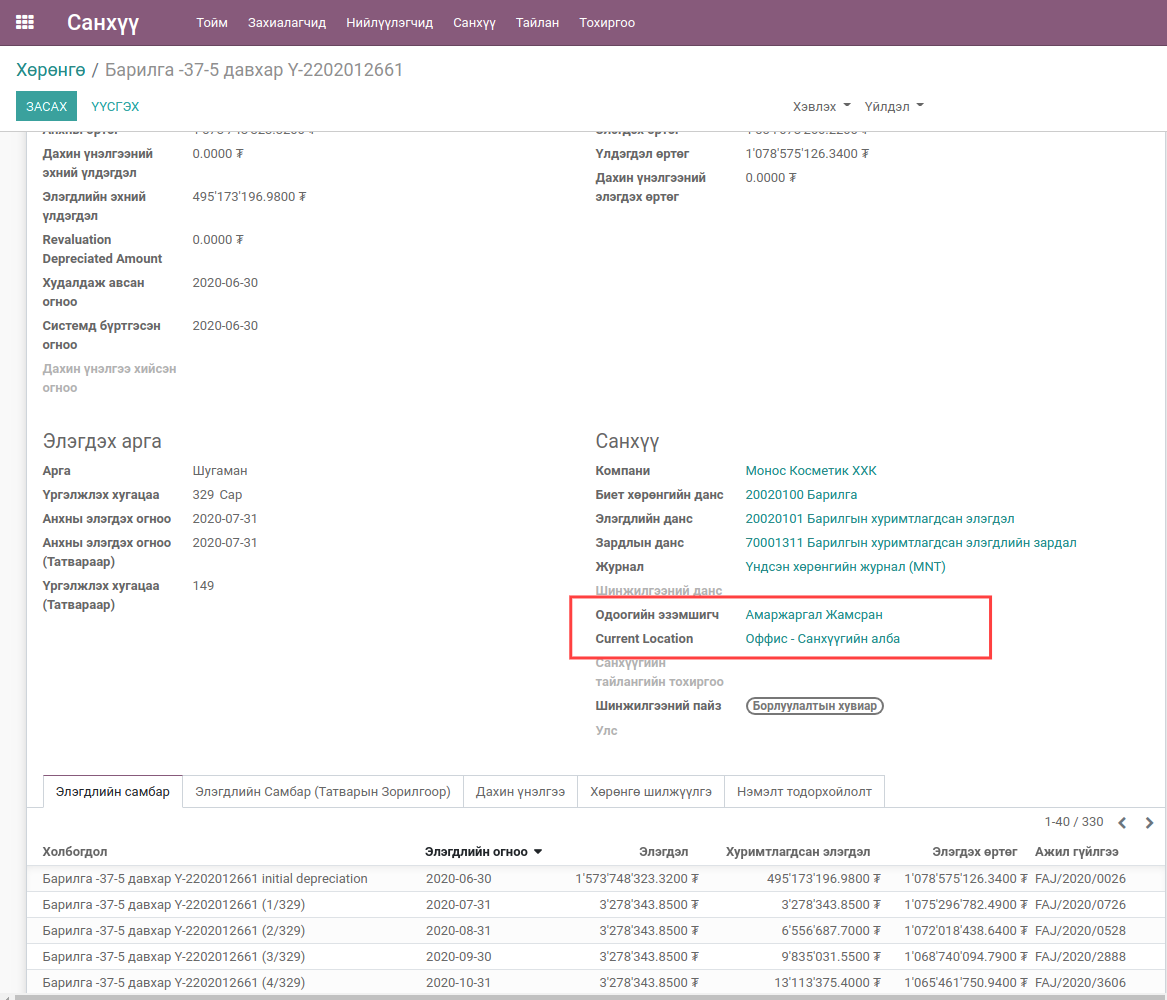 Санхүү Тойм Захиалагчид Нийлүүлэгчид Санхүү Тайлан Тохиргоо
Хөрөнгө / Барилга -37-5 давхар Y-2202012661
ЗАСАХ ҮҮСГЭХ Хэвлэх Үйлдэл
Дахин үнэлгээний 0.0000 ₮ Үлдэгдэл өртөг 1'078'575'126.3400 ₮
эхний үлдэгдэл
Дахин үнэлгээний 0.0000 ₮
элэгдэх өртөг
Элэгдлийн эхний 495'173'196.9800 ₮
үлдэгдэл
Revaluation 0.0000 ₮
Depreciated Amount
Худалдаж авсан 2020-06-30
огноо
Системд бүртгэсэн 2020-06-30
огноо
Дахин үнэлгээ хийсэн
огноо
Элэгдэх арга
Арга Шугаман
Үргэлжлэх хугацаа 329 Сар
Анхны элэгдэх огноо 2020-07-31
Анхны элэгдэх огноо 2020-07-31
(Татвараар)
Үргэлжлэх хугацаа 149
(Татвараар)
Санхүү
Компани Монос Косметик ХХК
Биет хөрөнгийн данс 20020100 Барилга
Элэгдлийн данс 20020101 Барилгын хуримтлагдсан элэгдэл
Зардлын данс 70001311 Барилгын хуримтлагдсан элэгдлийн зардал
Журнал Үндсэн хөрөнгийн журнал (MNT)
Шинжилгээний данс
Одоогийн эзэмшигч Амаржаргал Жамсран
Current Location Оффис - Санхүүгийн алба
Санхүүгийн
тайлангийн тохиргоо
Шинжилгээний пайз Борлуулалтын хувиар
Улс
Элэгдлийн самбар Элэгдлийн Самбар (Татварын Зорилгоор) Дахин үнэлгээ Хөрөнгө шилжүүлгэ Нэмэлт тодорхойлолт
1-40 / 330
Холбогдол Элэгдлийн огноо Элэгдэл Хуримтлагдсан элэгдэл Элэгдэх өртөг Ажил гүйлгээ
Барилга -37-5 давхар Y-2202012661 initial depreciation 2020-06-30 1'573'748'323.3200 ₮ 495'173'196.9800 ₮ 1'078'575'126.3400 ₮ FAJ/2020/0026
Барилга -37-5 давхар Y-2202012661 (1/329) 2020-07-31 3'278'343.8500 ₮ 3'278'343.8500 ₮ 1'075'296'782.4900 ₮ FAJ/2020/0726
Барилга -37-5 давхар Y-2202012661 (2/329) 2020-08-31 3'278'343.8500 ₮ 6'556'687.7000 ₮ 1'072'018'438.6400 ₮ FAJ/2020/0528
Барилга -37-5 давхар Y-2202012661 (3/329) 2020-09-30 3'278'343.8500 ₮ 9'835'031.5500 ₮ 1'068'740'094.7900 ₮ FAJ/2020/2888
Барилга -37-5 давхар Y-2202012661 (4/329) 2020-10-31 3'278'343.8500 ₮ 13'113'375.4000 ₮ 1'065'461'750.9400 ₮ FAJ/2020/3606